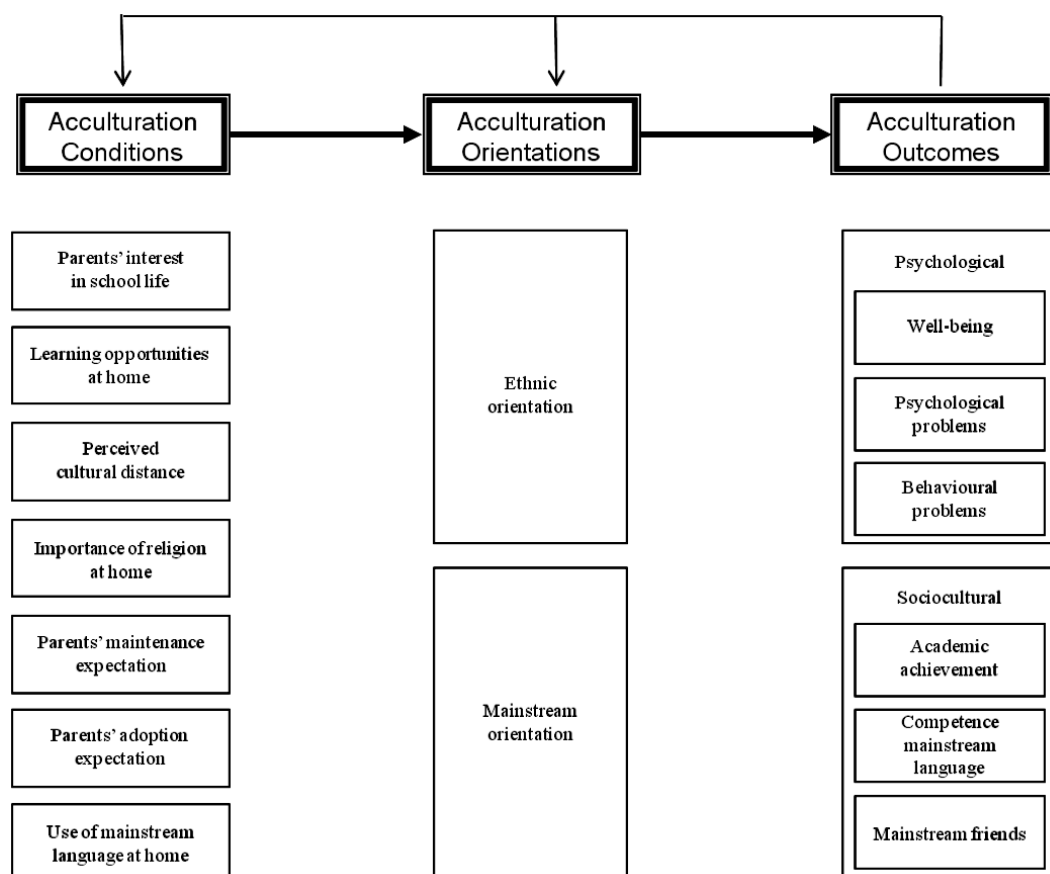 Acculturation
Conditions
Acculturation
Orientations
Acculturation
Outcomes
Parents’ interest
in school life
Learning opportunities
at home
Perceived
cultural distance
Importance of religion
at home
Parents’ maintenance
expectation
Parents’ adoption
expectation
Use of mainstream
language at home
Ethnic
orientation
Mainstream
orientation
Psychological
Well-being
Psychological
problems
Behavioural
problems
Sociocultural
Academic
achievement
Competence
mainstream
language
Mainstream friends